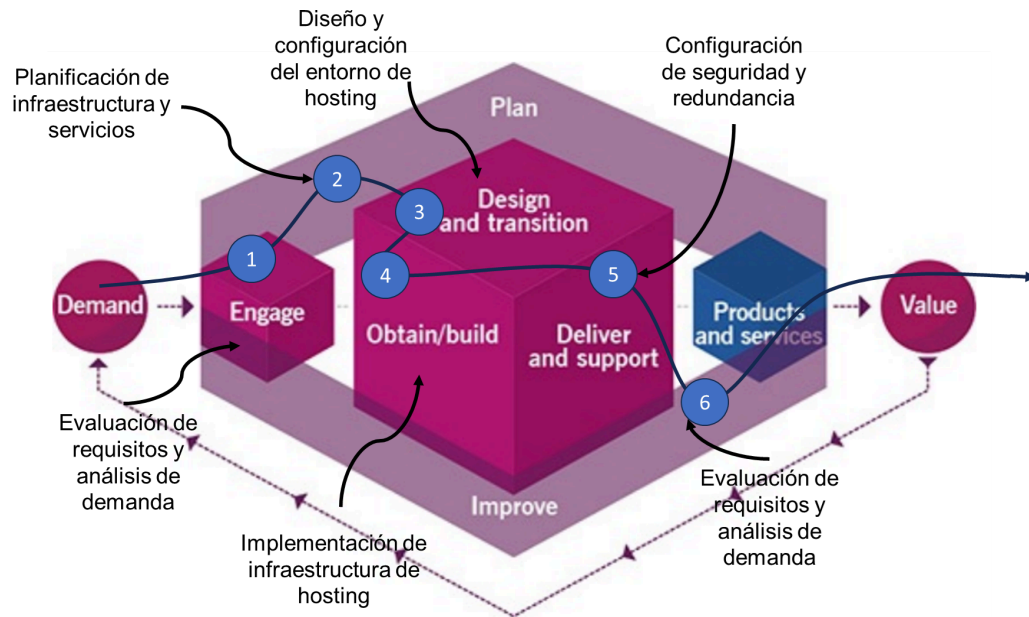 Diseño y
configuración
del entorno de
hosting
Configuración
de seguridad y
redundancia
Planificación de
infraestructura y
servicios
Plan
2
3
Design
and transition
1
4
5
Demand
Engage
Obtain/build
Deliver
and support
Products
and services
Value
6
Evaluación de
requisitos y
análisis de
demanda
Improve
Evaluación de
requisitos y
análisis de
demanda
Implementación de
infraestructura de
hosting